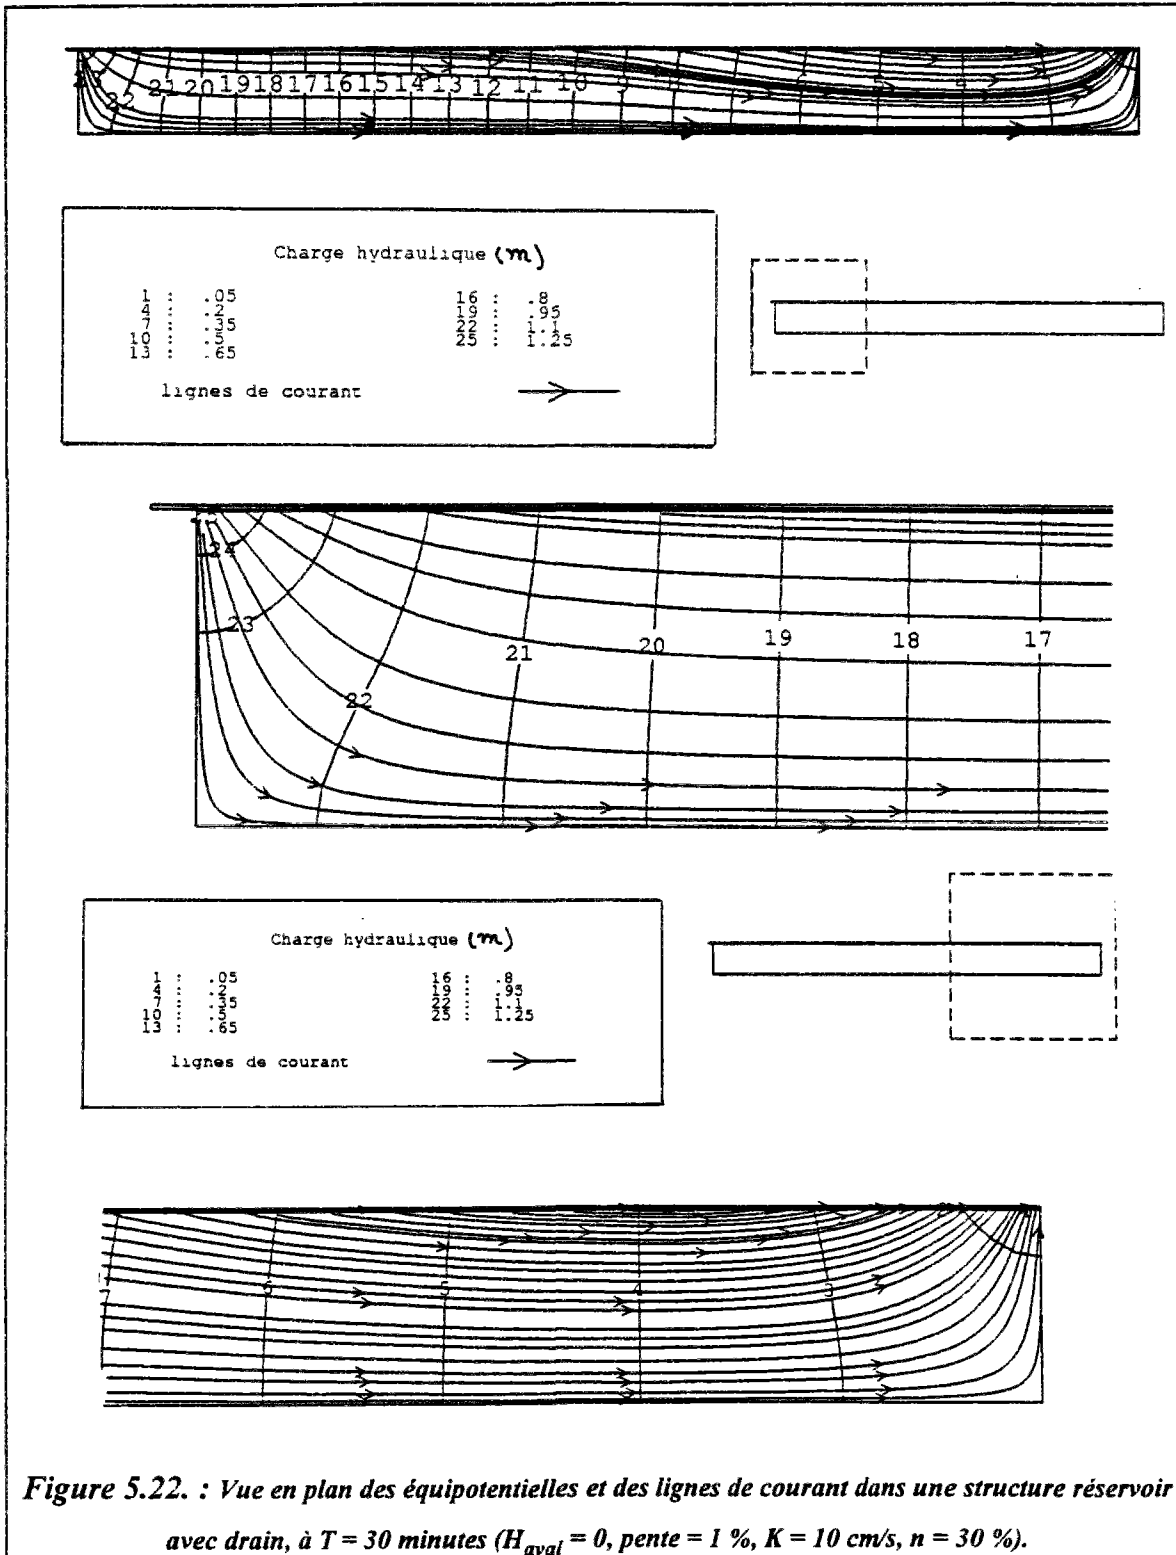 22 21 20 19 18 17 16 15 14 13 12 11 10 9 5 4
Charge hydraulique (m)
1 : .05 16 : .8
4 : .2 19 : .95
7 : .35 22 : 1.1
10 : .5 25 : 1.25
13 : .65
lignes de courant
24
23
22
21 20 19 18 17
Charge hydraulique (m)
1 : .05 16 : .8
4 : .2 19 : .95
7 : .35 22 : 1.1
10 : .5 25 : 1.25
13 : .65
lignes de courant
7 6 5 4 3
Figure 5.22. : Vue en plan des équipotentielles et des lignes de courant dans une structure réservoir
avec drain, à T = 30 minutes (Haval = 0, pente = 1 %, K = 10 cm/s, n = 30 %).